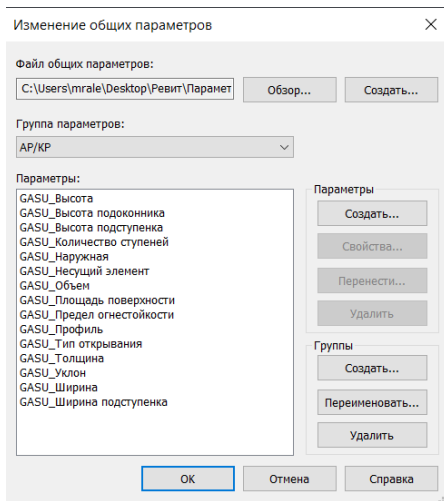 Изменение общих параметров
Файл общих параметров:
C:\Users\mrale\Desktop\Ревит\Парамет
Обзор...
Создать...
Группа параметров:
АР/КР
Параметры:
GASU_Высота
GASU_Высота подоконника
GASU_Высота подступенка
GASU_Количество ступеней
GASU_Наружная
GASU_Несущий элемент
GASU_Объем
GASU_Площадь поверхности
GASU_Предел огнестойкости
GASU_Профиль
GASU_Тип открывания
GASU_Толщина
GASU_Уклон
GASU_Ширина
GASU_Ширина подступенка
Параметры
Создать...
Свойства...
Перенести...
Удалить
Группы
Создать...
Переименовать...
Удалить
ОК
Отмена
Справка